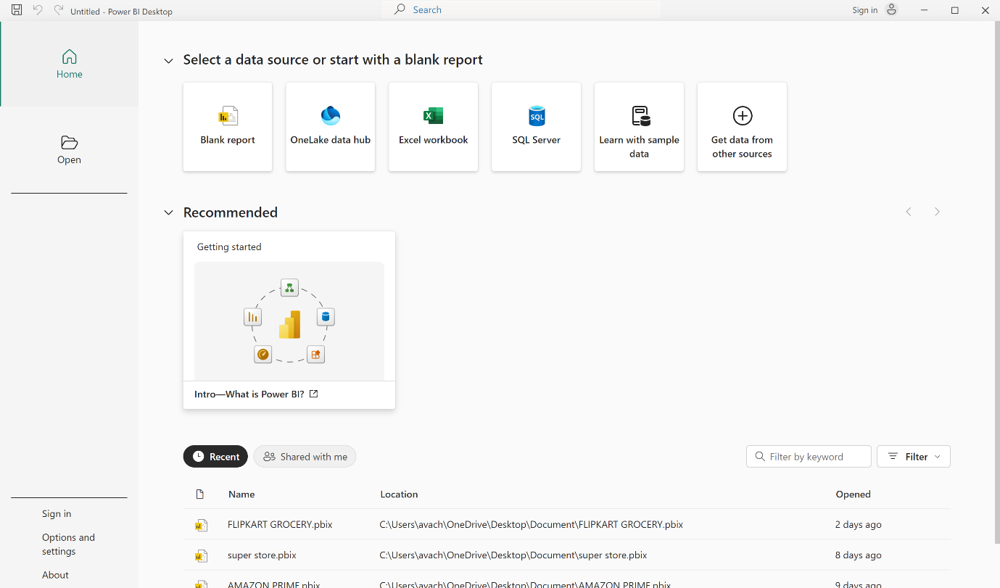 Untitled - Power BI Desktop
Search
Sign in
Home
Open
Select a data source or start with a blank report
Blank report
OneLake data hub
Excel workbook
SQL
SQL Server
Learn with sample
data
Get data from
other sources
Recommended
Getting started
Intro—What is Power BI?
Recent
Shared with me
Filter by keyword
Filter
Name Location Opened
FLIPKART GROCERY.pbix C:\Users\avach\OneDrive\Desktop\Document\FLIPKART GROCERY.pbix 2 days ago
super store.pbix C:\Users\avach\OneDrive\Desktop\Document\super store.pbix 8 days ago
AMAZON PRIME.pbix C:\Users\avach\OneDrive\Desktop\Document\AMAZON PRIME.pbix 9 days ago
Sign in
Options and
settings
About